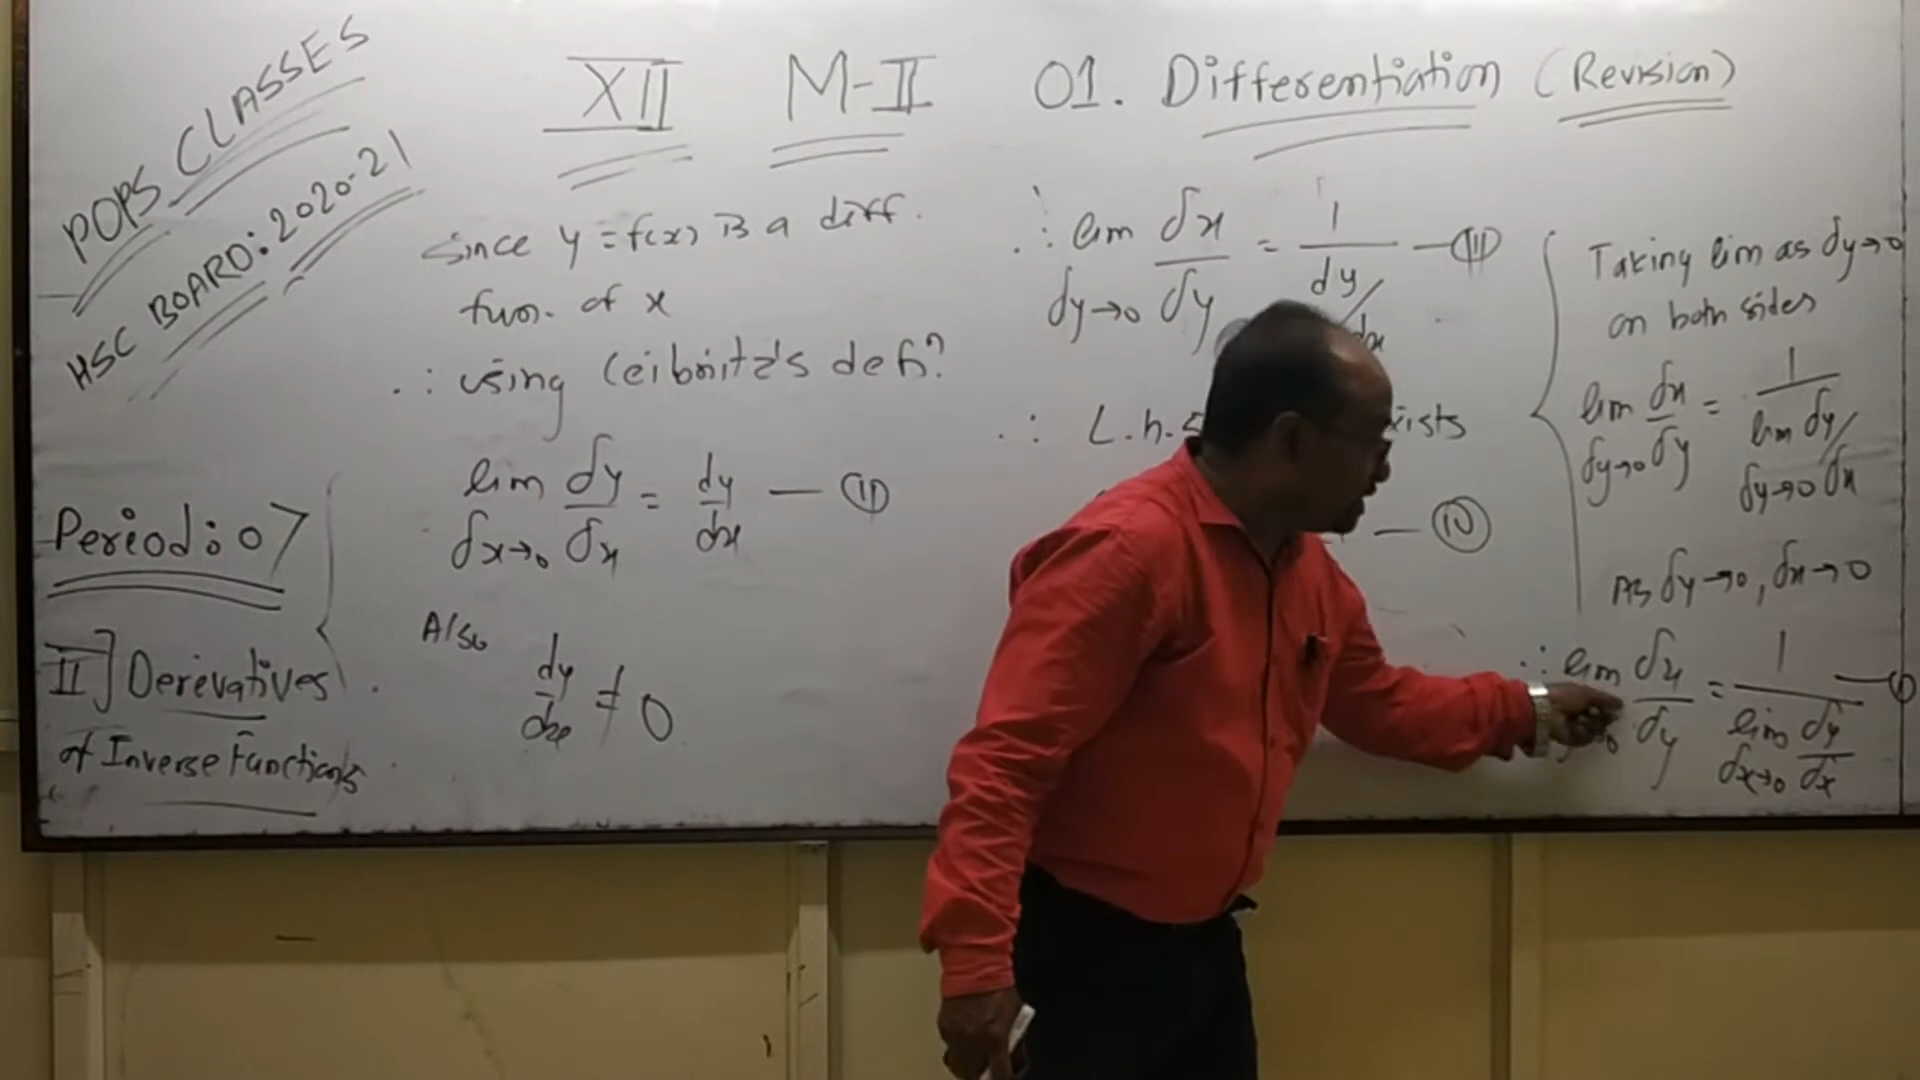 POPS CLASSES
HSC BOARD: 2020-21
XII M-II 01. Differentiation (Revision)
Period: 07
II] Derevatives
of Inverse Functions
Since y = f(x) is a diff.
fun. of x
∴ using Leibnitz's defn
lim δy/δx = dy/dx — (II)
δx→0
Also
dy/dx ≠ 0
∴ lim δx/δy = 1/(dy/dx) — (III)
δy→0
∴ L.h.s
— (IV)
Taking lim as δy→0
on both sides
lim δx/δy = 1/(lim δy/δx)
δy→0 δy→0
As δy→0, δx→0
∴ lim δx/δy = 1/(lim δy/δx) — (I)
δx→0